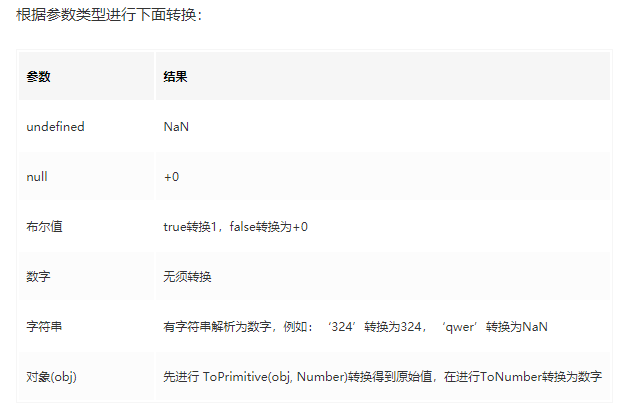 根据参数类型进行下面转换：
参数 结果
undefined NaN
null +0
布尔值 true转换1，false转换为+0
数字 无须转换
字符串 有字符串解析为数字，例如：‘324’转换为324，‘qwer’转换为NaN
对象(obj) 先进行 ToPrimitive(obj, Number)转换得到原始值，在进行ToNumber转换为数字